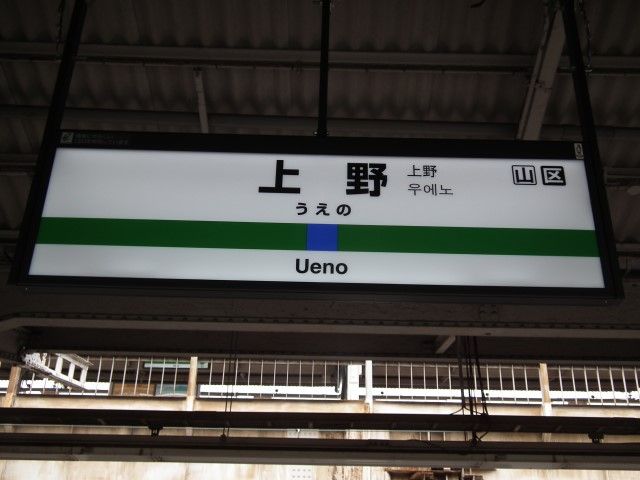 上野
上野
우에노
山 区
うえの
Ueno